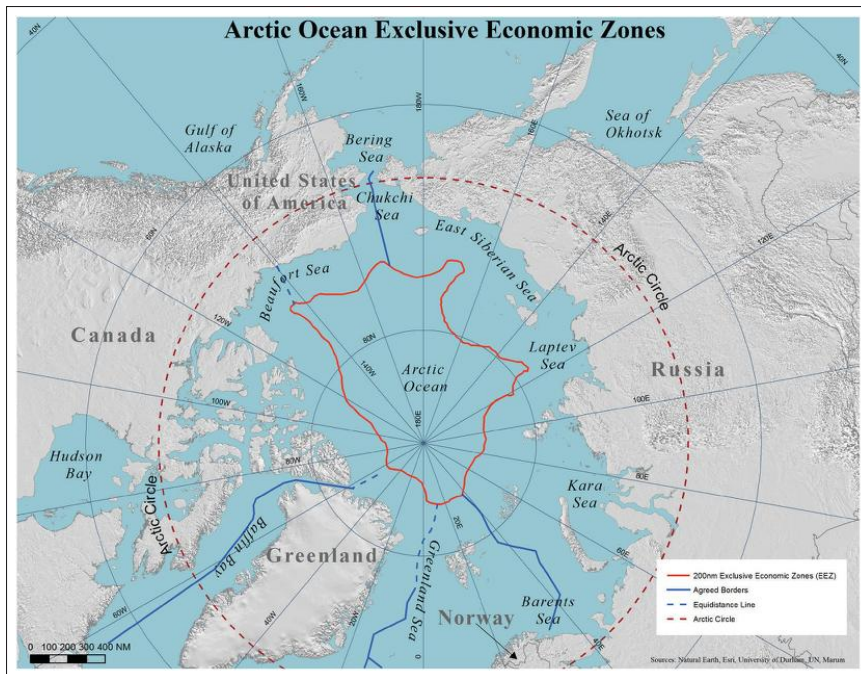 Arctic Ocean Exclusive Economic Zones
40N
160W
180W
160E
40N
Gulf of
Alaska
Bering
Sea
Sea of
Okhotsk
United States
of America
Chukchi
Sea
140E
60N
East Siberian Sea
120E
Arctic Circle
Beaufort Sea
120W
80N
Canada
140W
Arctic
Ocean
Laptev
Sea
Russia
100W
100E
180E
Hudson
Bay
80W
Kara
Sea
80E
Arctic Circle
Baffin Bay
20E
60E
Greenland
Greenland Sea
60W
Norway
Barents
Sea
40W
20W
40E
0
200nm Exclusive Economic Zones (EEZ)
Agreed Borders
Equidistance Line
Arctic Circle
0 100 200 300 400 NM
Sources: Natural Earth, Esri, University of Durham, UN, Marum